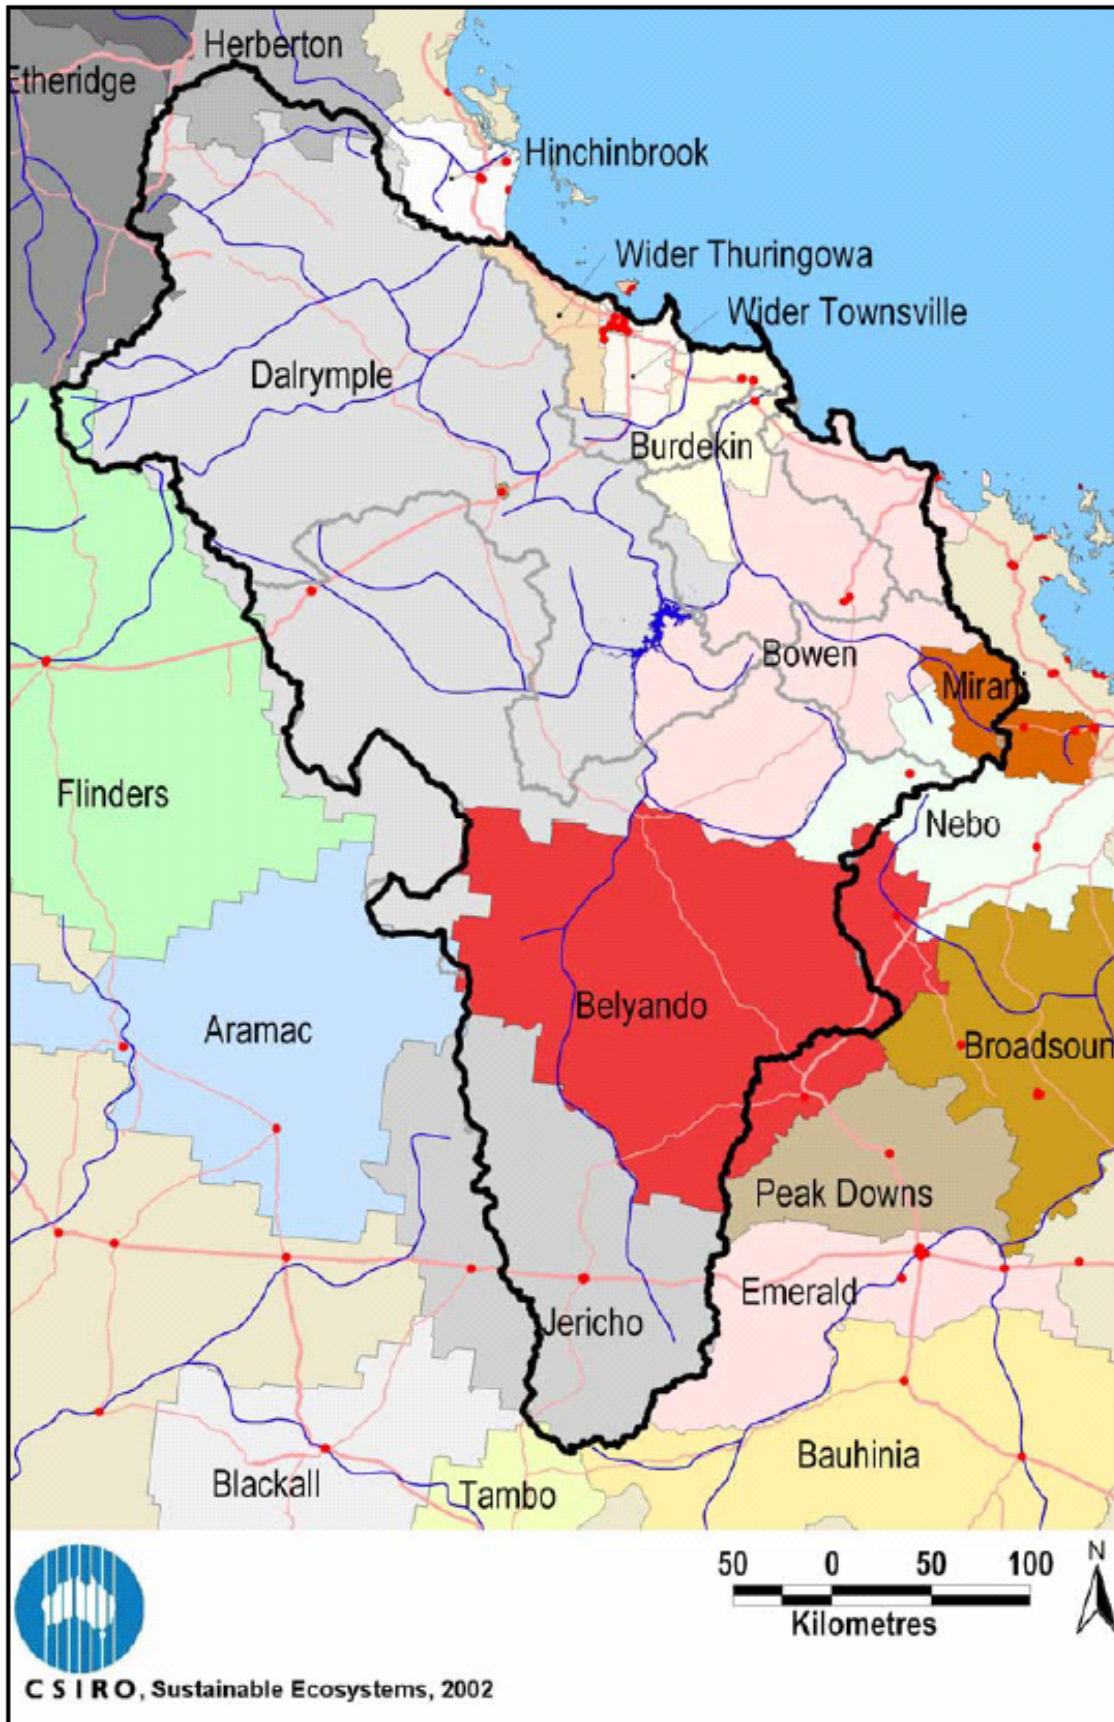 Herberton
Etheridge
Hinchinbrook
Wider Thuringowa
Wider Townsville
Dalrymple
Burdekin
Bowen
Mirani
Flinders
Nebo
Belyando
Aramac
Broadsoun
Peak Downs
Emerald
Jericho
Bauhinia
Blackall
Tambo
50 0 50 100
N
Kilometres
CSIRO, Sustainable Ecosystems, 2002